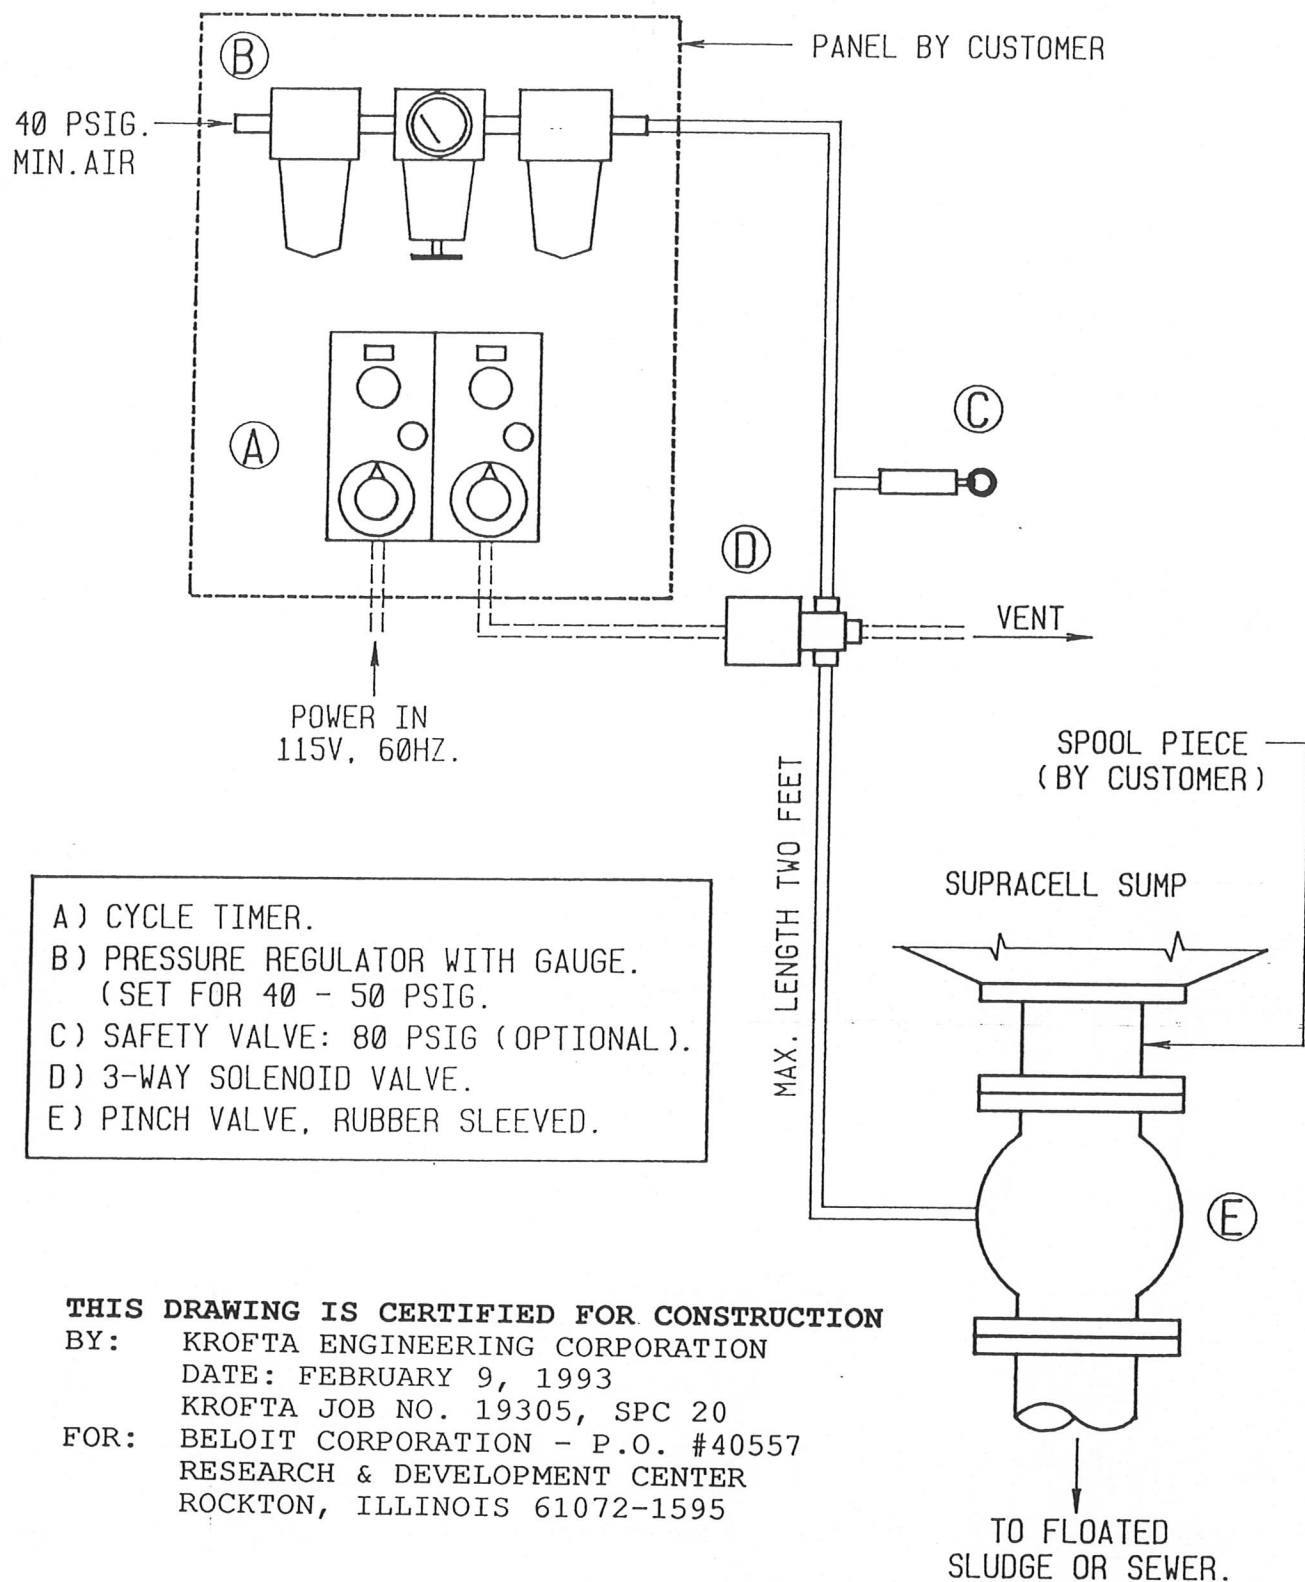 B
PANEL BY CUSTOMER
40 PSIG.
MIN.AIR
C
A
D
VENT
POWER IN
115V, 60HZ.
SPOOL PIECE
(BY CUSTOMER)
MAX. LENGTH TWO FEET
SUPRACELL SUMP
A) CYCLE TIMER.
B) PRESSURE REGULATOR WITH GAUGE.
(SET FOR 40 - 50 PSIG.
C) SAFETY VALVE: 80 PSIG (OPTIONAL).
D) 3-WAY SOLENOID VALVE.
E) PINCH VALVE, RUBBER SLEEVED.
E
THIS DRAWING IS CERTIFIED FOR CONSTRUCTION
BY: KROFTA ENGINEERING CORPORATION
DATE: FEBRUARY 9, 1993
KROFTA JOB NO. 19305, SPC 20
FOR: BELOIT CORPORATION - P.O. #40557
RESEARCH & DEVELOPMENT CENTER
ROCKTON, ILLINOIS 61072-1595
TO FLOATED
SLUDGE OR SEWER.